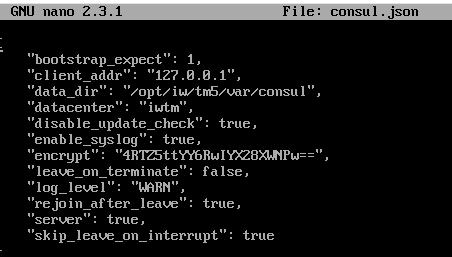 GNU nano 2.3.1 File: consul.json
{
"bootstrap_expect": 1,
"client_addr": "127.0.0.1",
"data_dir": "/opt/iw/tm5/var/consul",
"datacenter": "iwtm",
"disable_update_check": true,
"enable_syslog": true,
"encrypt": "4RTZ5ttYY6RwIYX28XWNPw==",
"leave_on_terminate": false,
"log_level": "WARN",
"rejoin_after_leave": true,
"server": true,
"skip_leave_on_interrupt": true